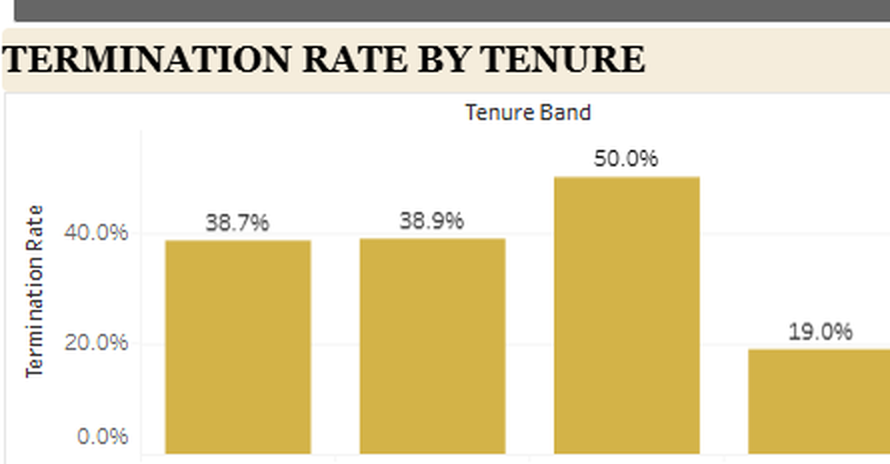 TERMINATION RATE BY TENURE
Tenure Band
50.0%
38.7%
38.9%
40.0%
19.0%
20.0%
0.0%
Termination Rate